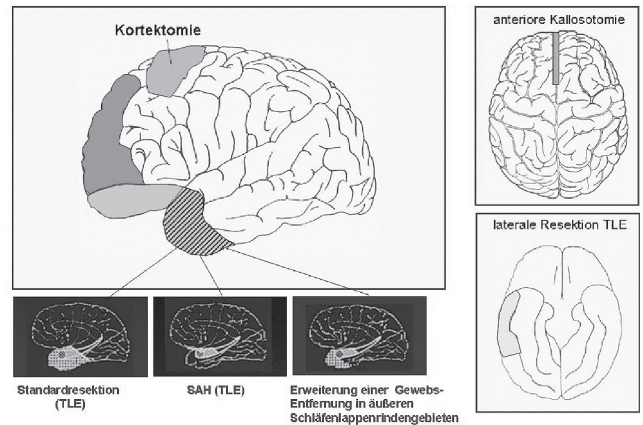 Kortektomie
anteriore Kallosotomie
laterale Resektion TLE
Standardresektion
(TLE)
SAH (TLE)
Erweiterung einer Gewebs-
Entfernung in äußeren
Schläfenlappenrindengebieten